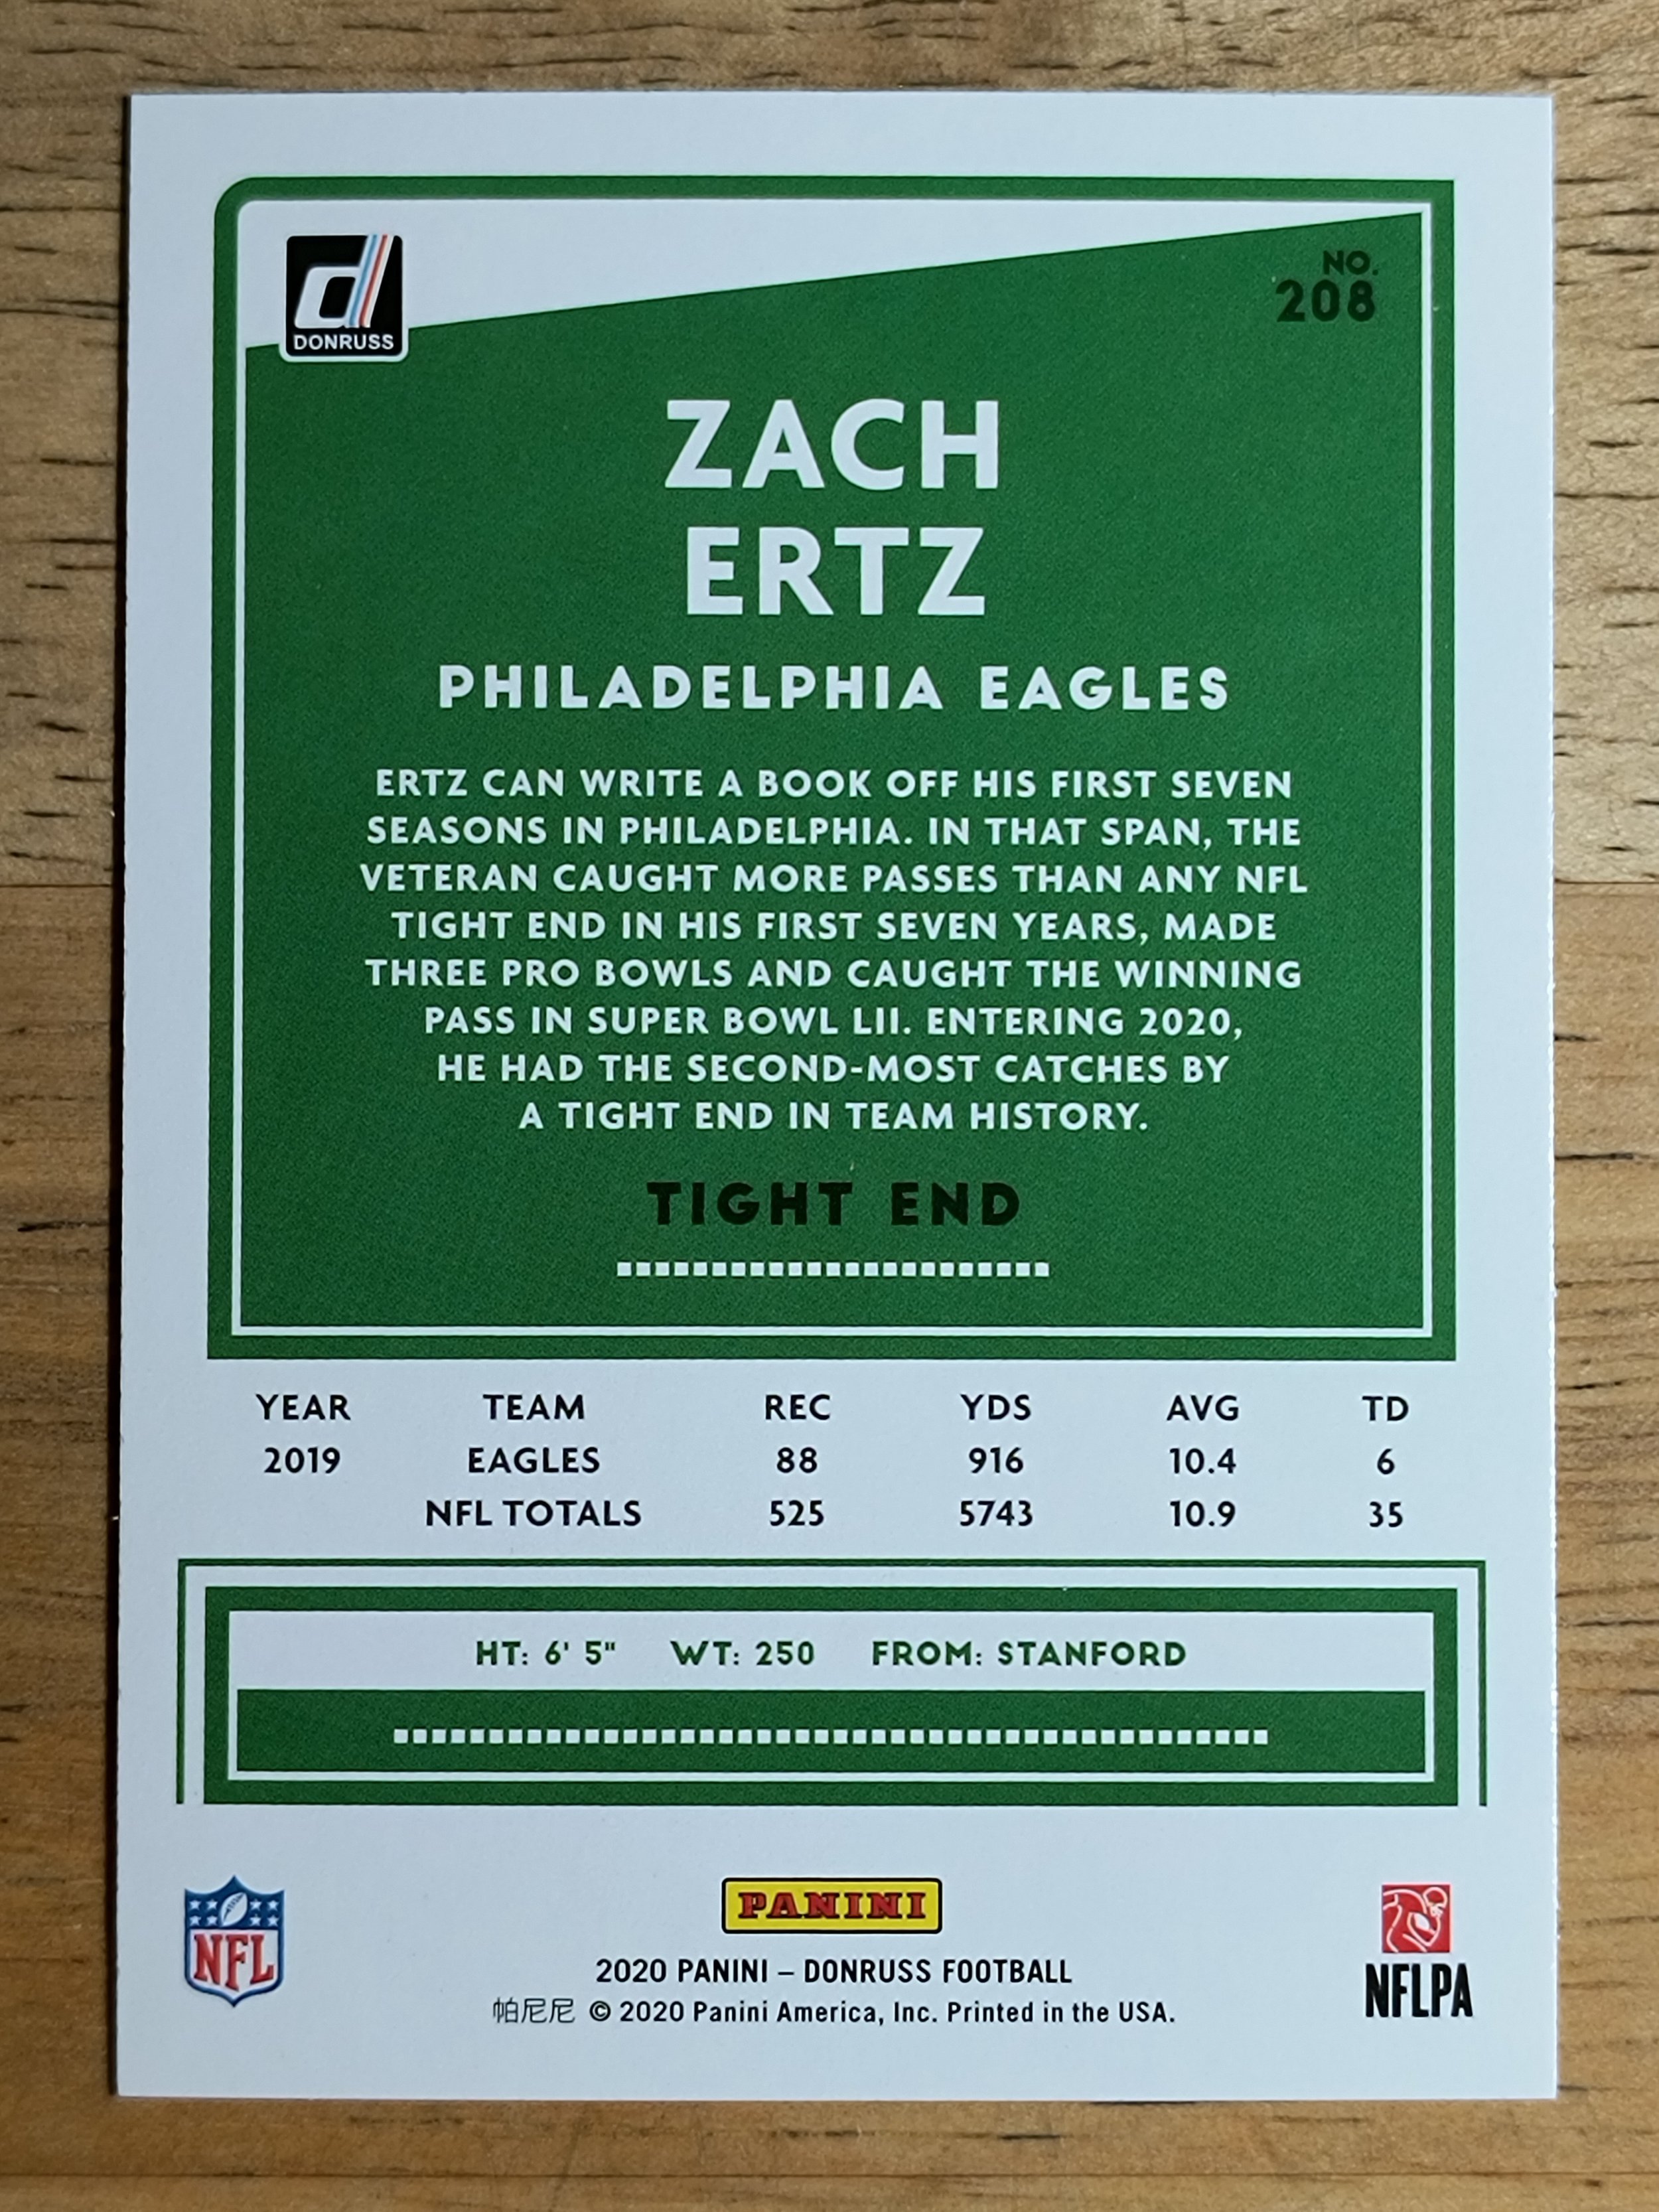 DONRUSS
NO.
208
ZACH
ERTZ
PHILADELPHIA EAGLES
ERTZ CAN WRITE A BOOK OFF HIS FIRST SEVEN
SEASONS IN PHILADELPHIA. IN THAT SPAN, THE
VETERAN CAUGHT MORE PASSES THAN ANY NFL
TIGHT END IN HIS FIRST SEVEN YEARS, MADE
THREE PRO BOWLS AND CAUGHT THE WINNING
PASS IN SUPER BOWL LII. ENTERING 2020,
HE HAD THE SECOND-MOST CATCHES BY
A TIGHT END IN TEAM HISTORY.
TIGHT END
YEAR TEAM REC YDS AVG TD
2019 EAGLES 88 916 10.4 6
NFL TOTALS 525 5743 10.9 35
HT: 6' 5" WT: 250 FROM: STANFORD
NFL
PANINI
NFLPA
2020 PANINI – DONRUSS FOOTBALL
帕尼尼 © 2020 Panini America, Inc. Printed in the USA.